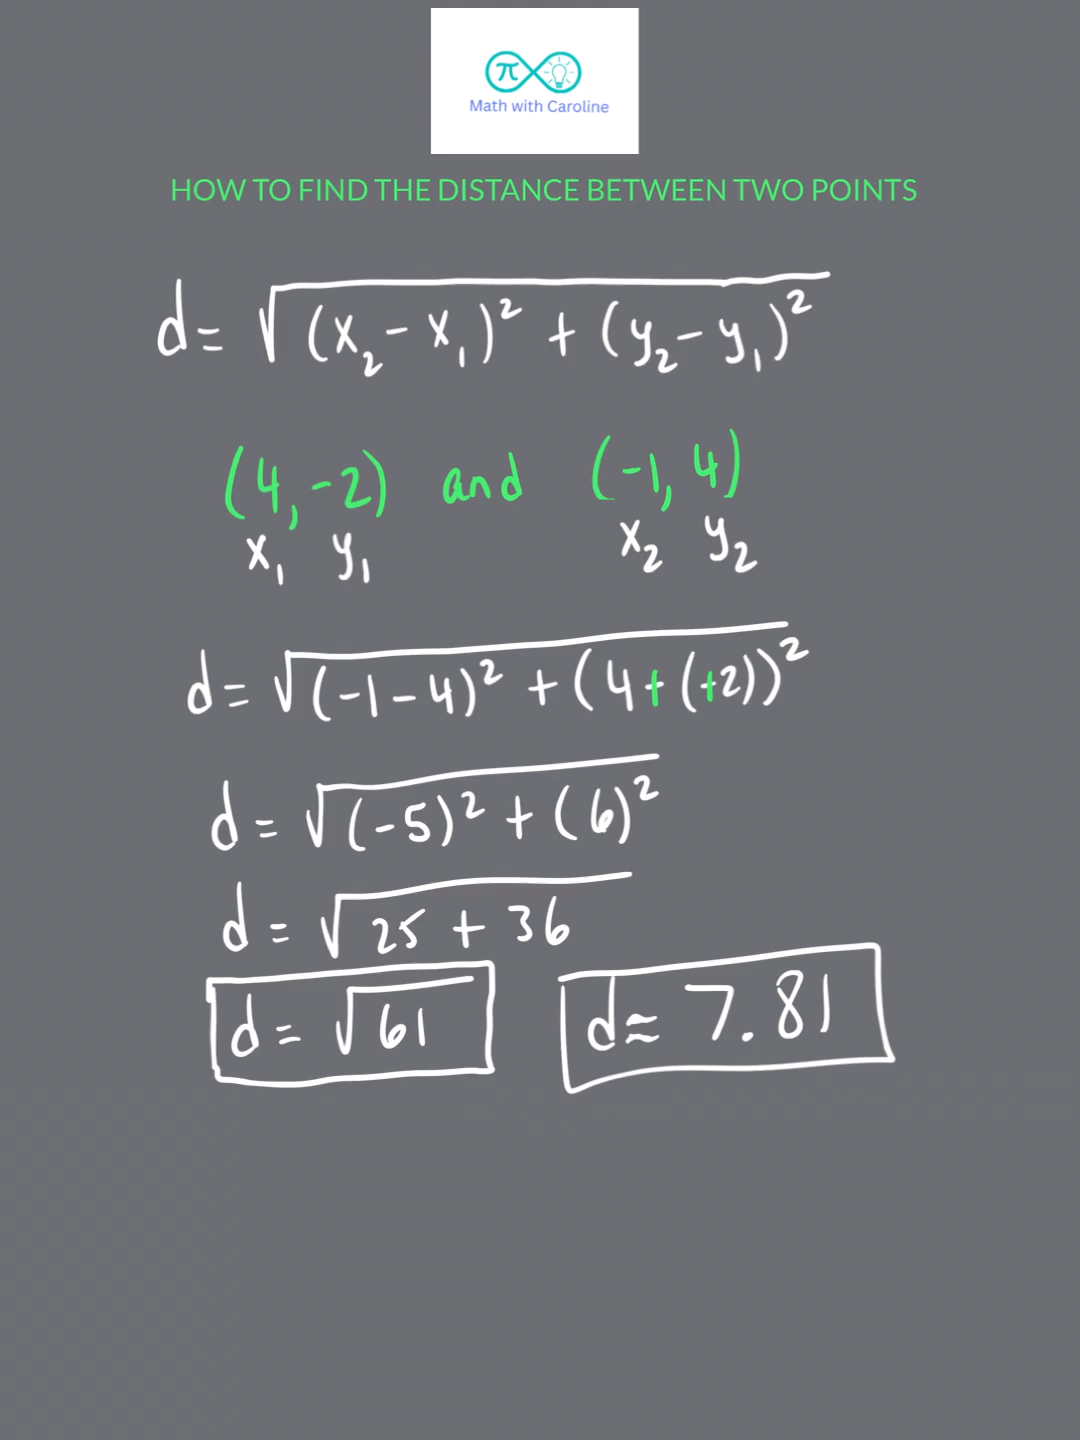 π
Math with Caroline
HOW TO FIND THE DISTANCE BETWEEN TWO POINTS
d = √(x₂ - x₁)² + (y₂ - y₁)²
(4, -2) and (-1, 4)
x₁ y₁ x₂ y₂
d = √(-1 - 4)² + (4 + (+2))²
d = √(-5)² + (6)²
d = √25 + 36
d = √61 d ≈ 7.81